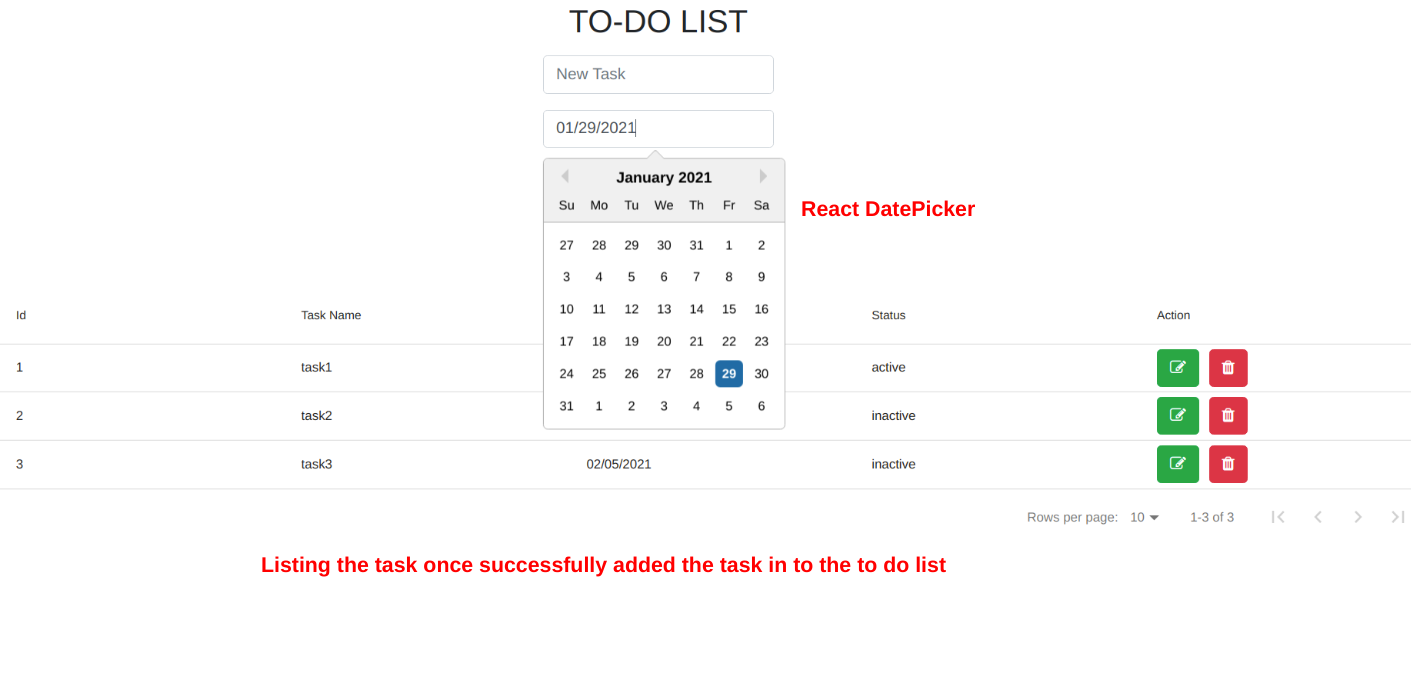 TO-DO LIST
New Task
01/29/2021
January 2021
Su Mo Tu We Th Fr Sa
27 28 29 30 31 1 2
3 4 5 6 7 8 9
10 11 12 13 14 15 16
17 18 19 20 21 22 23
24 25 26 27 28 29 30
31 1 2 3 4 5 6
React DatePicker
Id Task Name Status Action
1 task1 active
2 task2 inactive
3 task3 02/05/2021 inactive
Rows per page: 10 1-3 of 3
Listing the task once successfully added the task in to the to do list